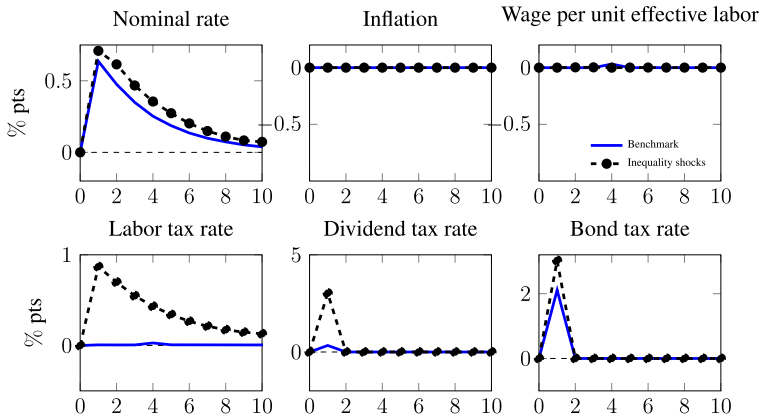 Nominal rate
Inflation
Wage per unit effective labor
% pts
0.5
0
0
−0.5
0
−0.5
Benchmark
Inequality shocks
0 2 4 6 8 10
0 2 4 6 8 10
0 2 4 6 8 10
Labor tax rate
Dividend tax rate
Bond tax rate
% pts
1
0
5
0
2
0
0 2 4 6 8 10
0 2 4 6 8 10
0 2 4 6 8 10